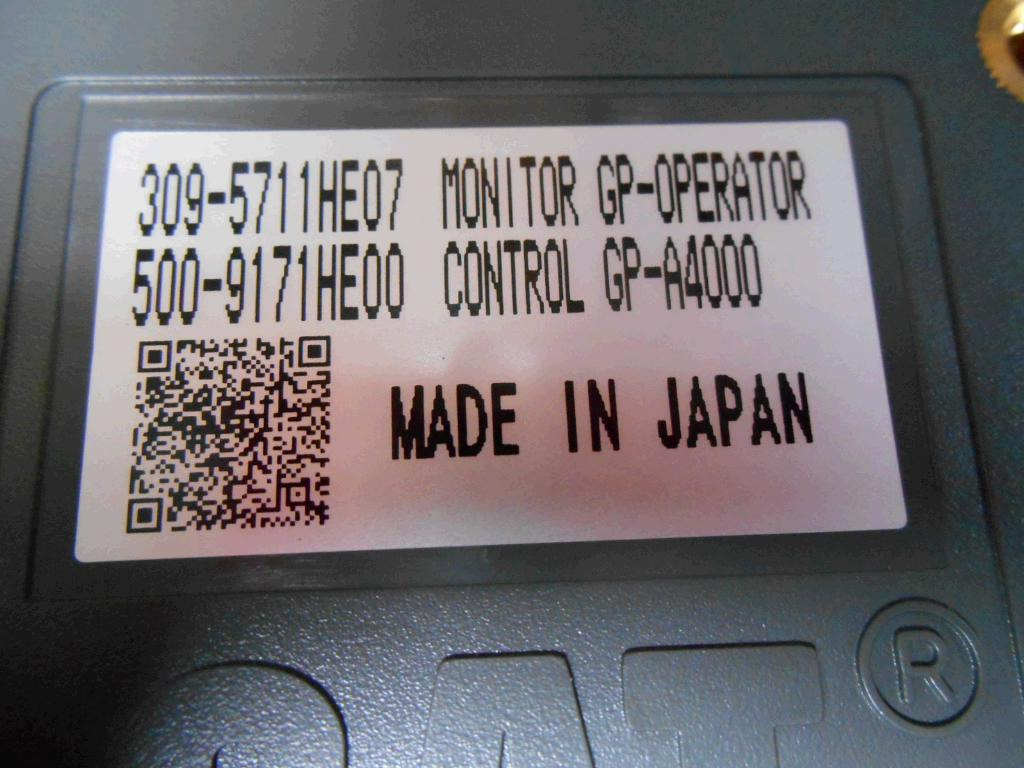 309-5711HE07 MONITOR GP-OPERATOR
500-9171HE00 CONTROL GP-A4000
MADE IN JAPAN
CAT®